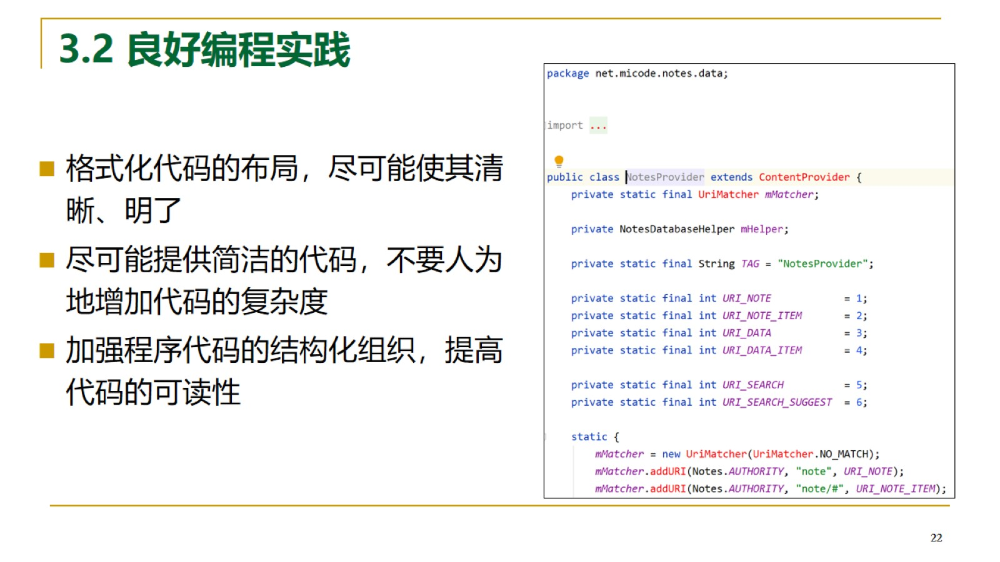 3.2 良好编程实践
格式化代码的布局，尽可能使其清
晰、明了
尽可能提供简洁的代码，不要人为
地增加代码的复杂度
加强程序代码的结构化组织，提高
代码的可读性
package net.micode.notes.data;
import ...
public class NotesProvider extends ContentProvider {
private static final UriMatcher mMatcher;
private NotesDatabaseHelper mHelper;
private static final String TAG = "NotesProvider";
private static final int URI_NOTE = 1;
private static final int URI_NOTE_ITEM = 2;
private static final int URI_DATA = 3;
private static final int URI_DATA_ITEM = 4;
private static final int URI_SEARCH = 5;
private static final int URI_SEARCH_SUGGEST = 6;
static {
mMatcher = new UriMatcher(UriMatcher.NO_MATCH);
mMatcher.addURI(Notes.AUTHORITY, "note", URI_NOTE);
mMatcher.addURI(Notes.AUTHORITY, "note/#", URI_NOTE_ITEM);
22